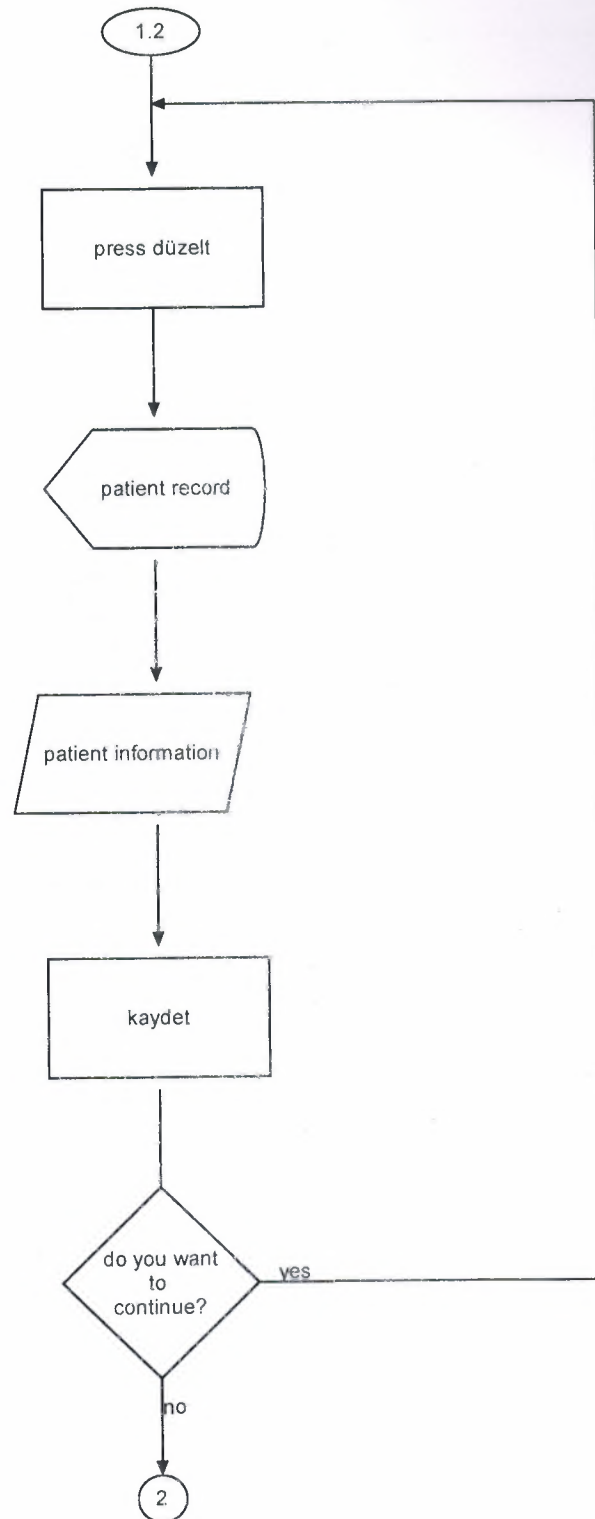 1.2
press düzelt
patient record
patient information
kaydet
do you want
to
continue?
yes
no
2